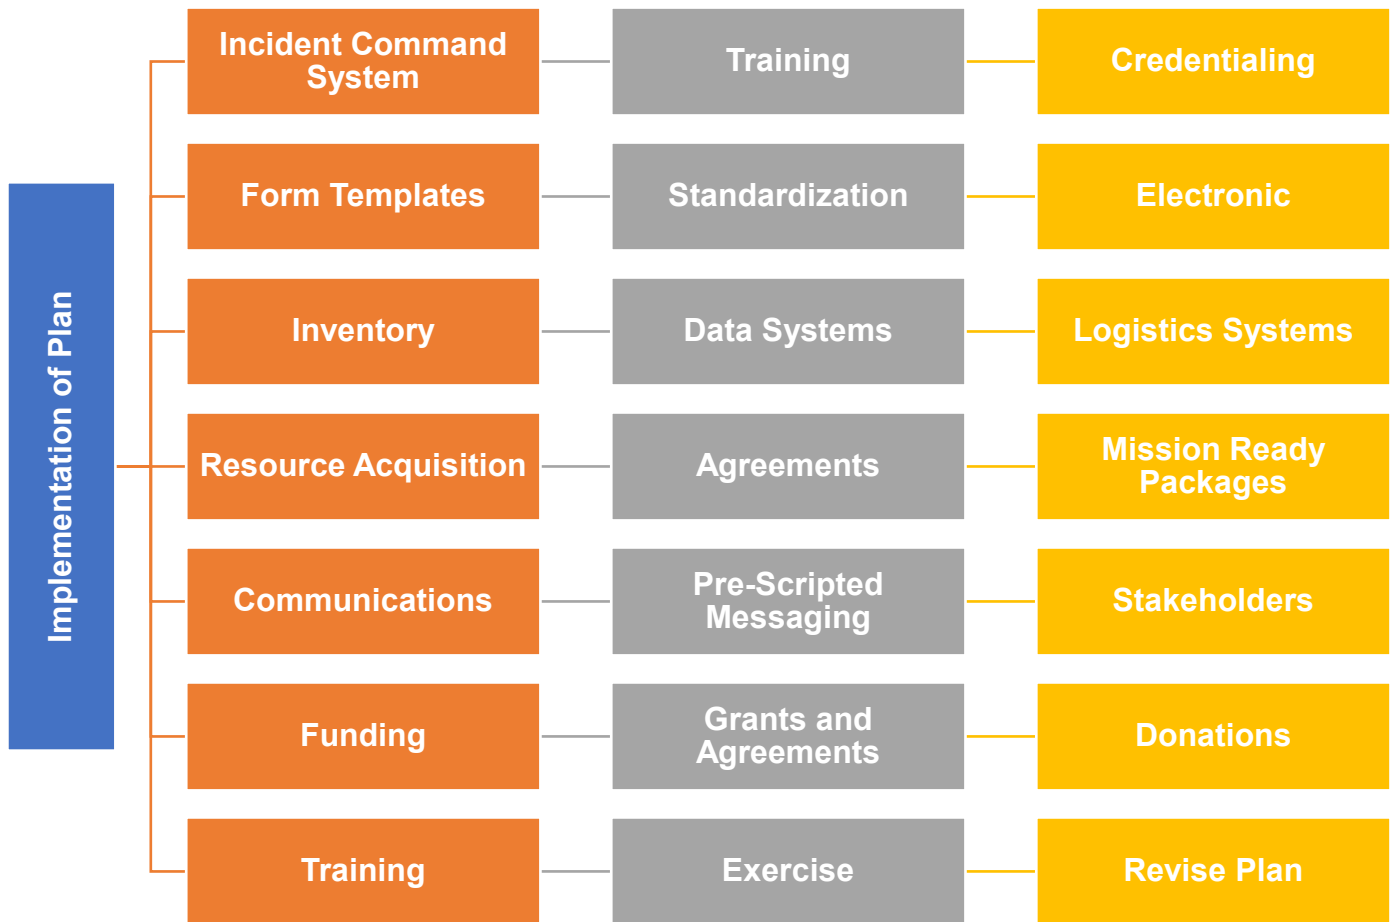 Implementation of Plan
Incident Command
System
Training
Credentialing
Form Templates
Standardization
Electronic
Inventory
Data Systems
Logistics Systems
Resource Acquisition
Agreements
Mission Ready
Packages
Communications
Pre-Scripted
Messaging
Stakeholders
Funding
Grants and
Agreements
Donations
Training
Exercise
Revise Plan